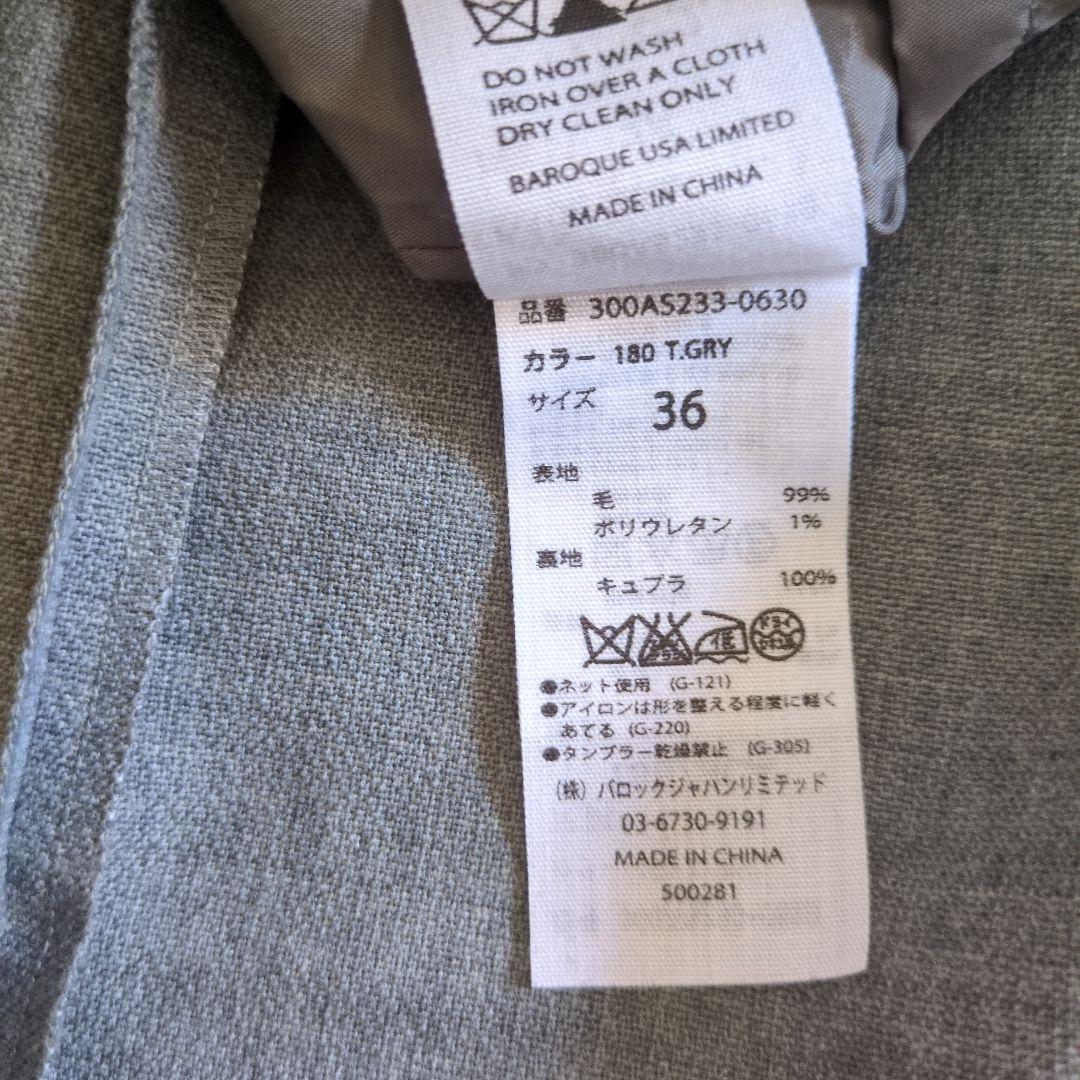 DO NOT WASH
IRON OVER A CLOTH
DRY CLEAN ONLY
BAROQUE USA LIMITED
MADE IN CHINA
品番 300AS233-0630
カラー 180 T.GRY
サイズ 36
表地
毛 99%
ポリウレタン 1%
裏地
キュプラ 100%
ドライ
●ネット使用 (G-121)
●アイロンは形を整える程度に軽く
あてる (G-220)
●タンブラー乾燥禁止 (G-305)
(株) バロックジャパンリミテッド
03-6730-9191
MADE IN CHINA
500281